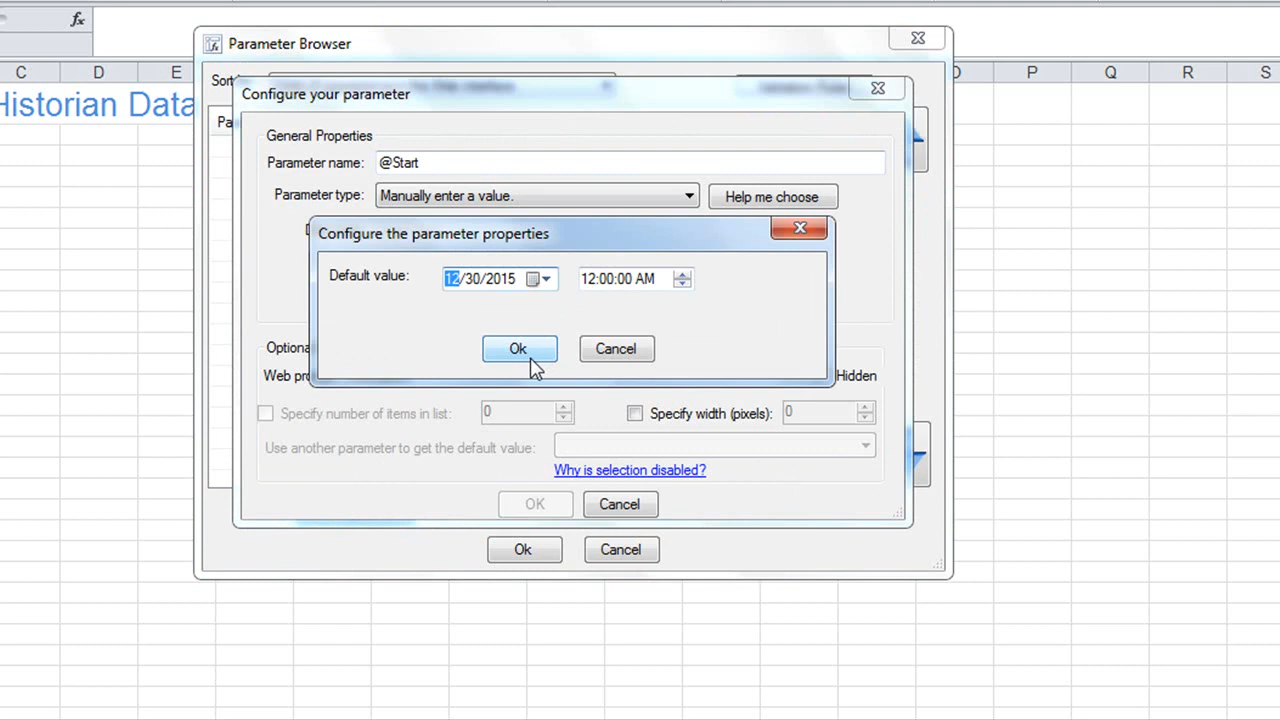 fx
Parameter Browser
C D E P Q R S
Historian Data
Sort
Configure your parameter
Pa
General Properties
Parameter name: @Start
Parameter type: Manually enter a value. Help me choose
Configure the parameter properties
Default value: 12/30/2015 12:00:00 AM
Ok Cancel
Optiona
Web pro Hidden
Specify number of items in list: 0 Specify width (pixels): 0
Use another parameter to get the default value:
Why is selection disabled?
OK Cancel
Ok Cancel